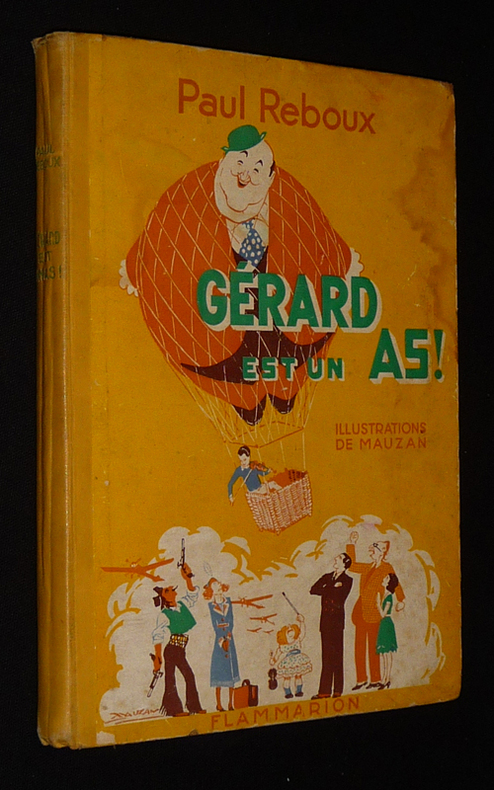 Paul Reboux
GÉRARD
EST UN AS!
ILLUSTRATIONS
DE MAUZAN
FLAMMARION